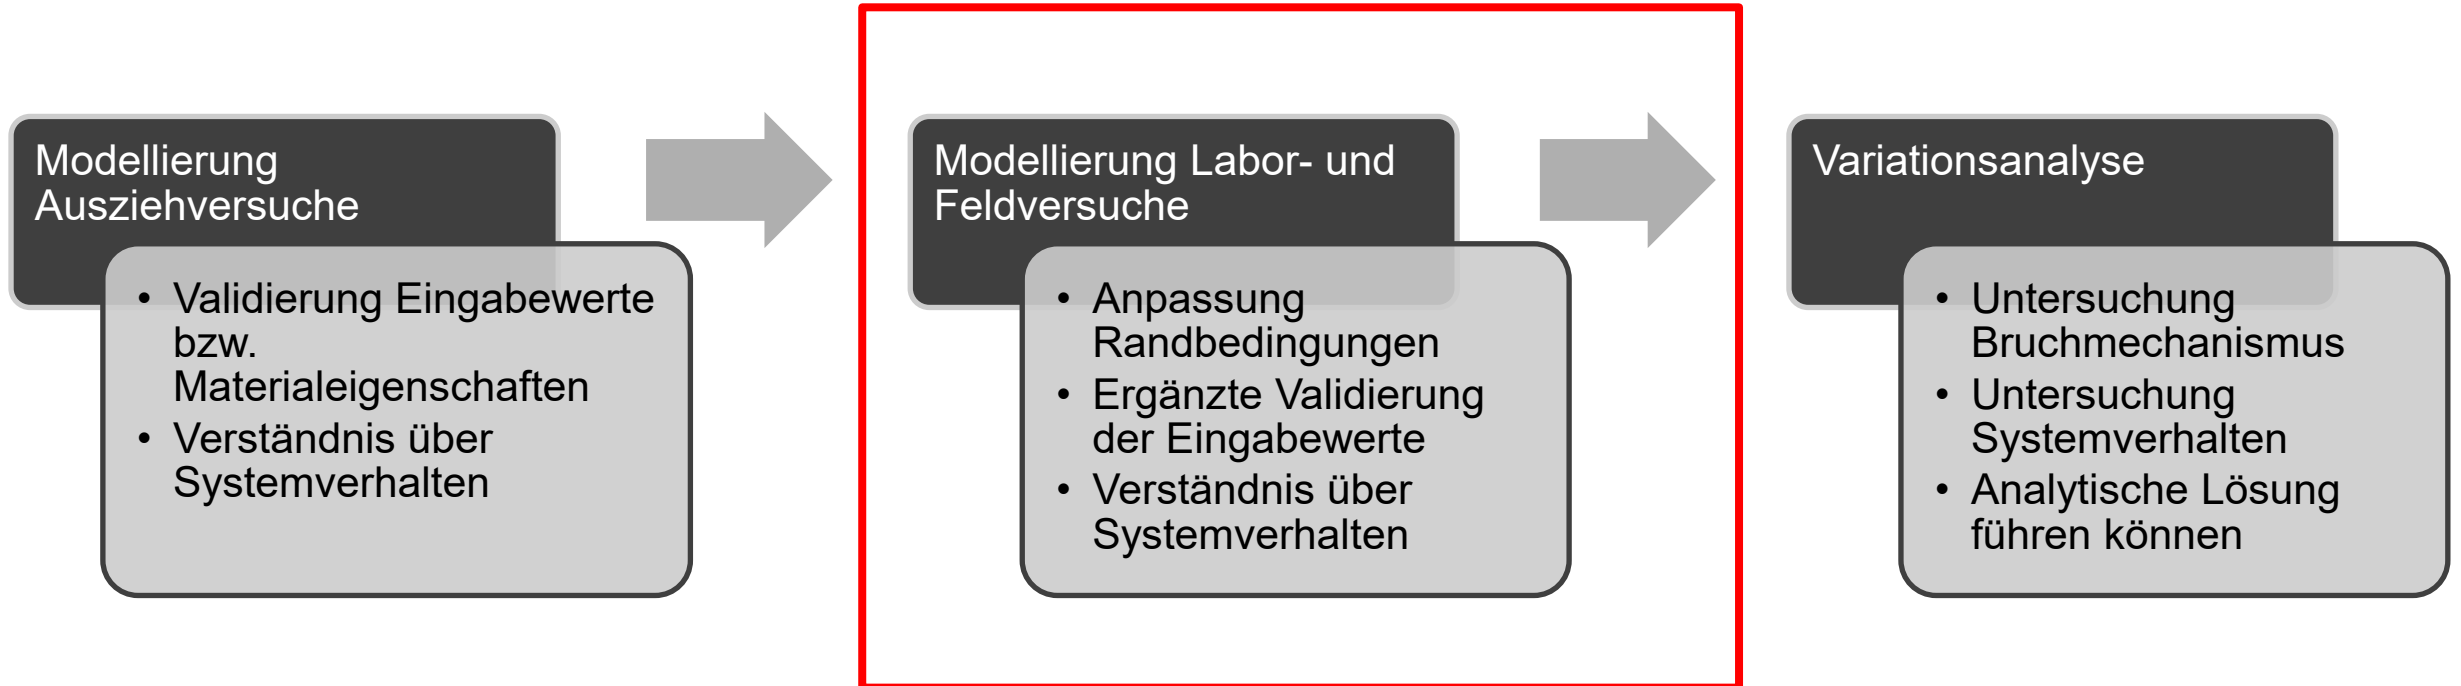 Modellierung
Ausziehversuche
• Validierung Eingabewerte
bzw.
Materialeigenschaften
• Verständnis über
Systemverhalten
Modellierung Labor- und
Feldversuche
• Anpassung
Randbedingungen
• Ergänzte Validierung
der Eingabewerte
• Verständnis über
Systemverhalten
Variationsanalyse
• Untersuchung
Bruchmechanismus
• Untersuchung
Systemverhalten
• Analytische Lösung
führen können